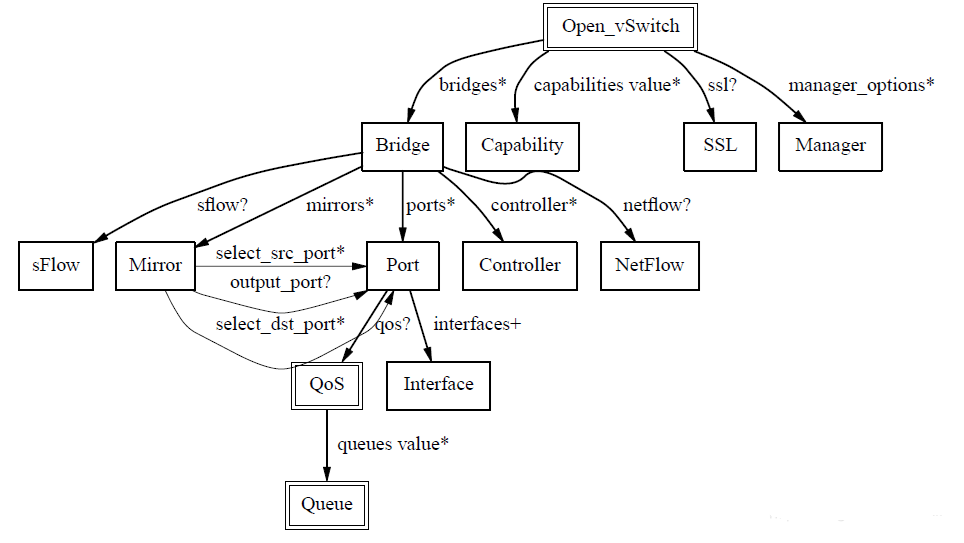 Open_vSwitch
bridges*
capabilities value*
ssl?
manager_options*
Bridge
Capability
SSL
Manager
sflow?
mirrors*
ports*
controller*
netflow?
sFlow
Mirror
select_src_port*
Port
Controller
NetFlow
output_port?
select_dst_port*
qos?
interfaces+
QoS
Interface
queues value*
Queue